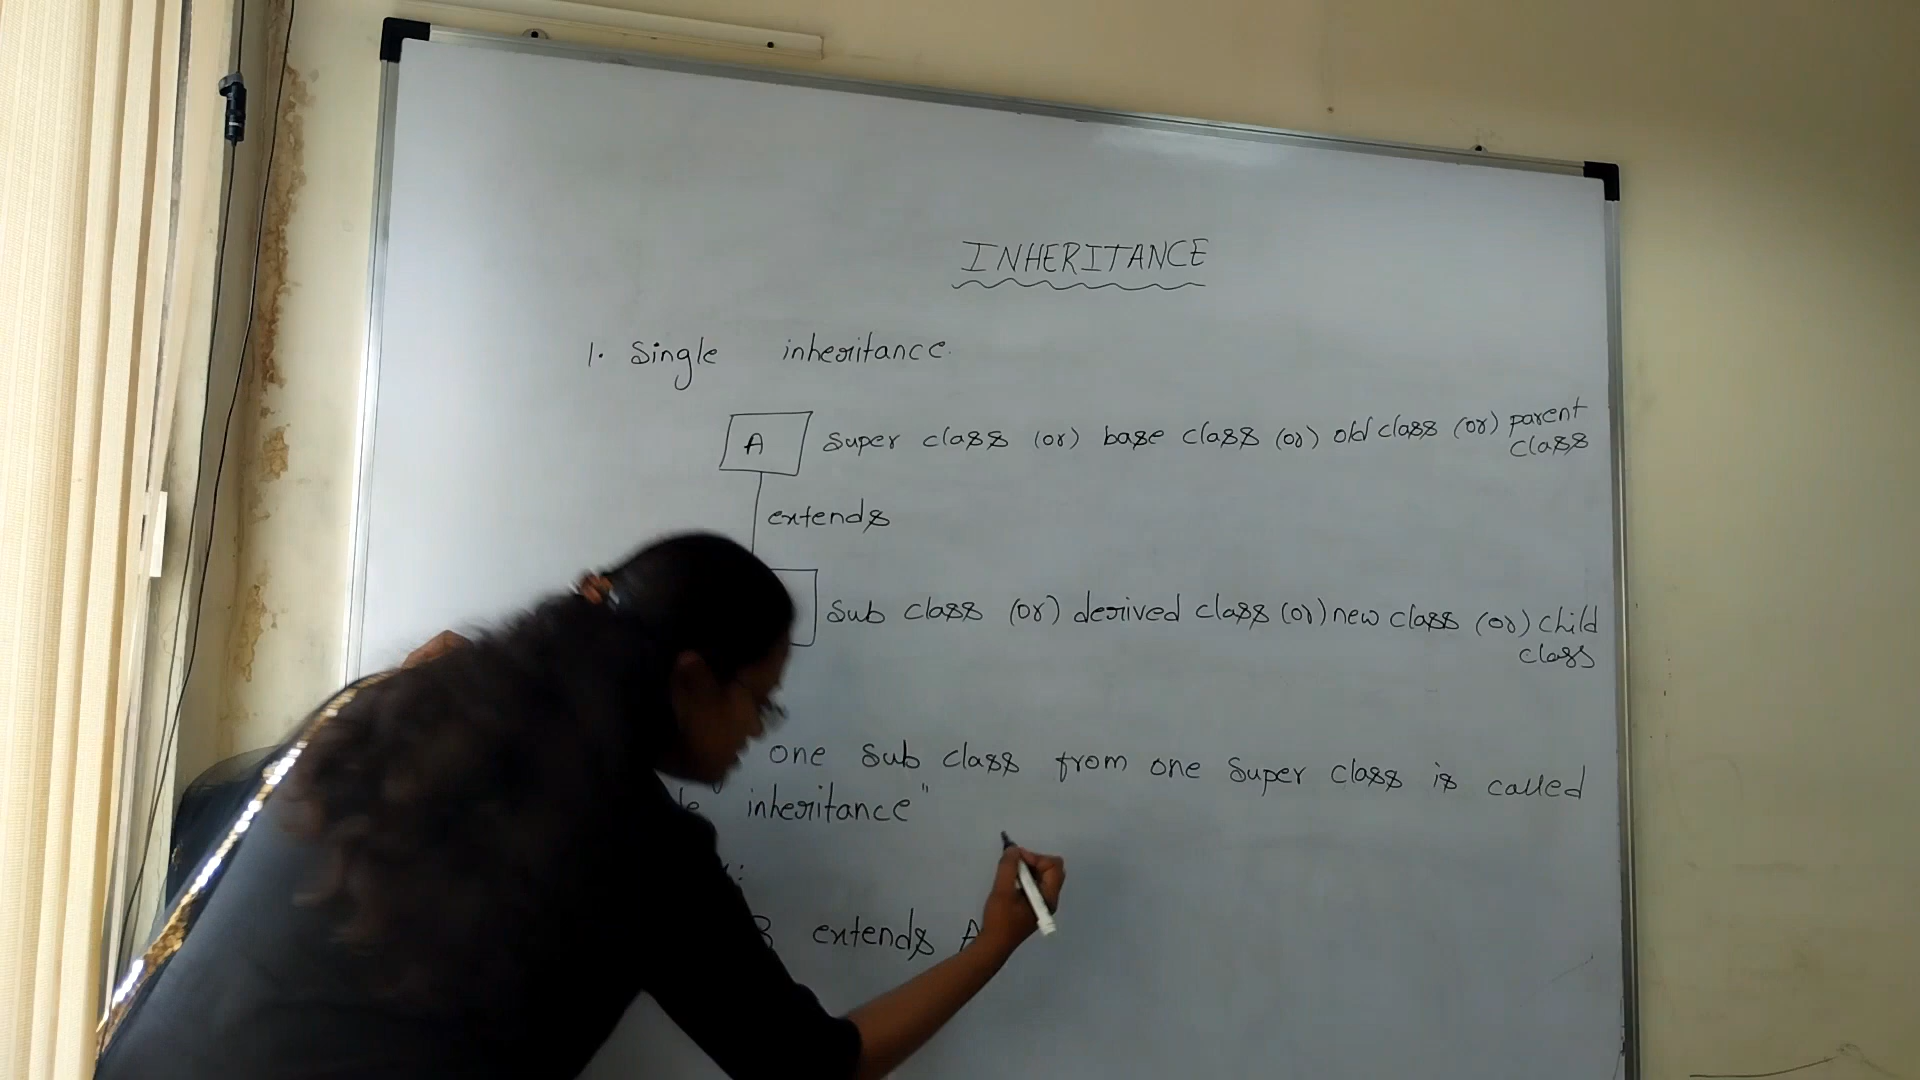 INHERITANCE
1. Single inheritance.
A Super class (or) base class (or) old class (or) parent
class
extends
Sub class (or) derived class (or) new class (or) child
class
one sub class from one Super class is called
inheritance"
B extends A